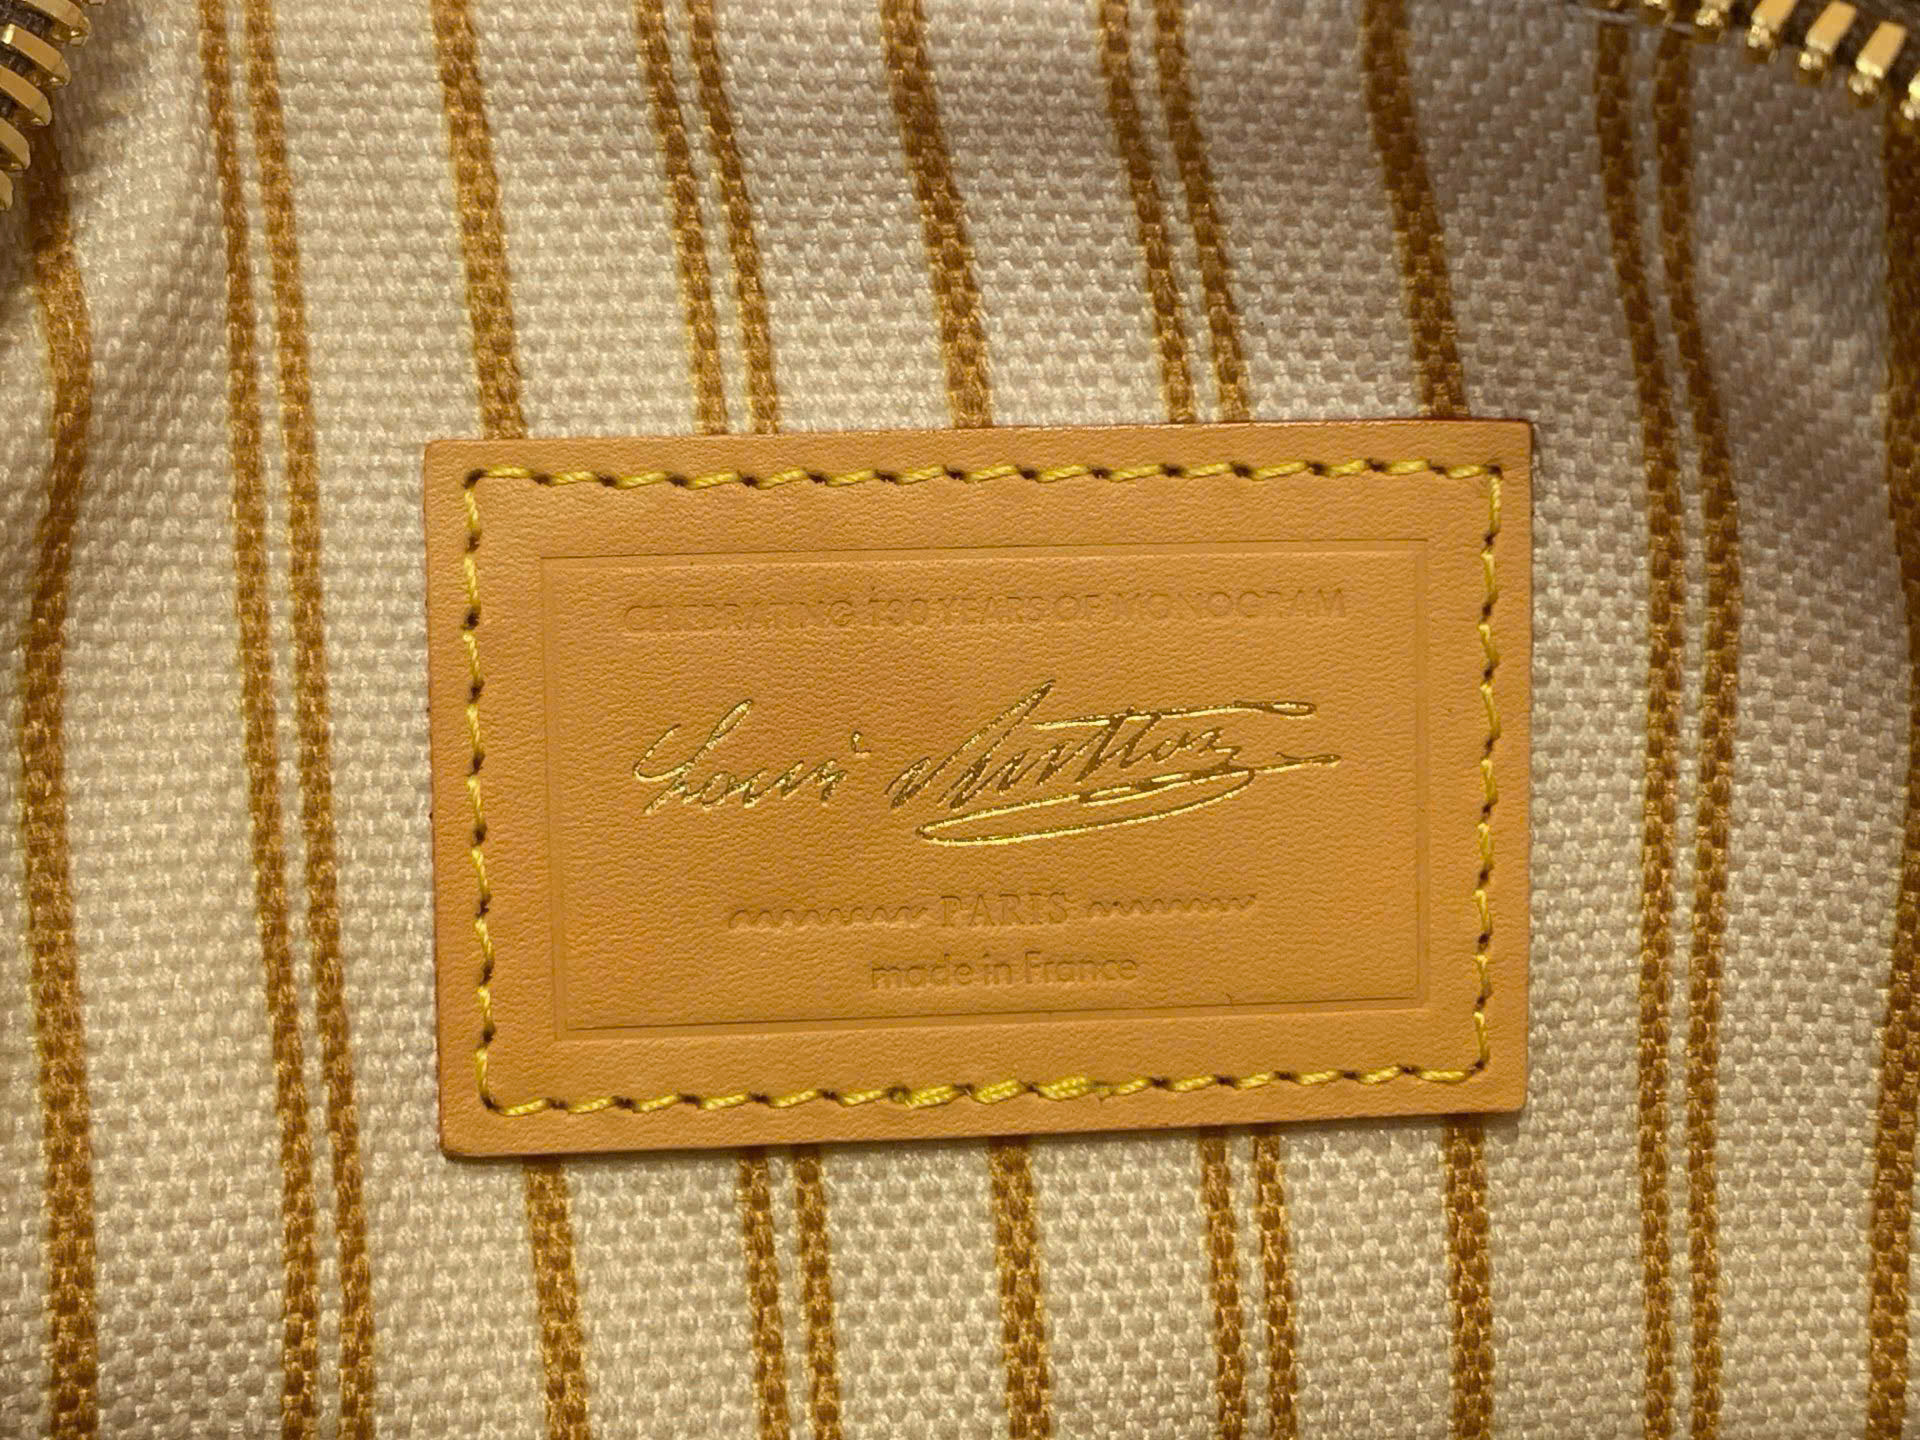 CELEBRATING 130 YEARS OF MONOGRAM
Louis Vuitton
PARIS
made in France